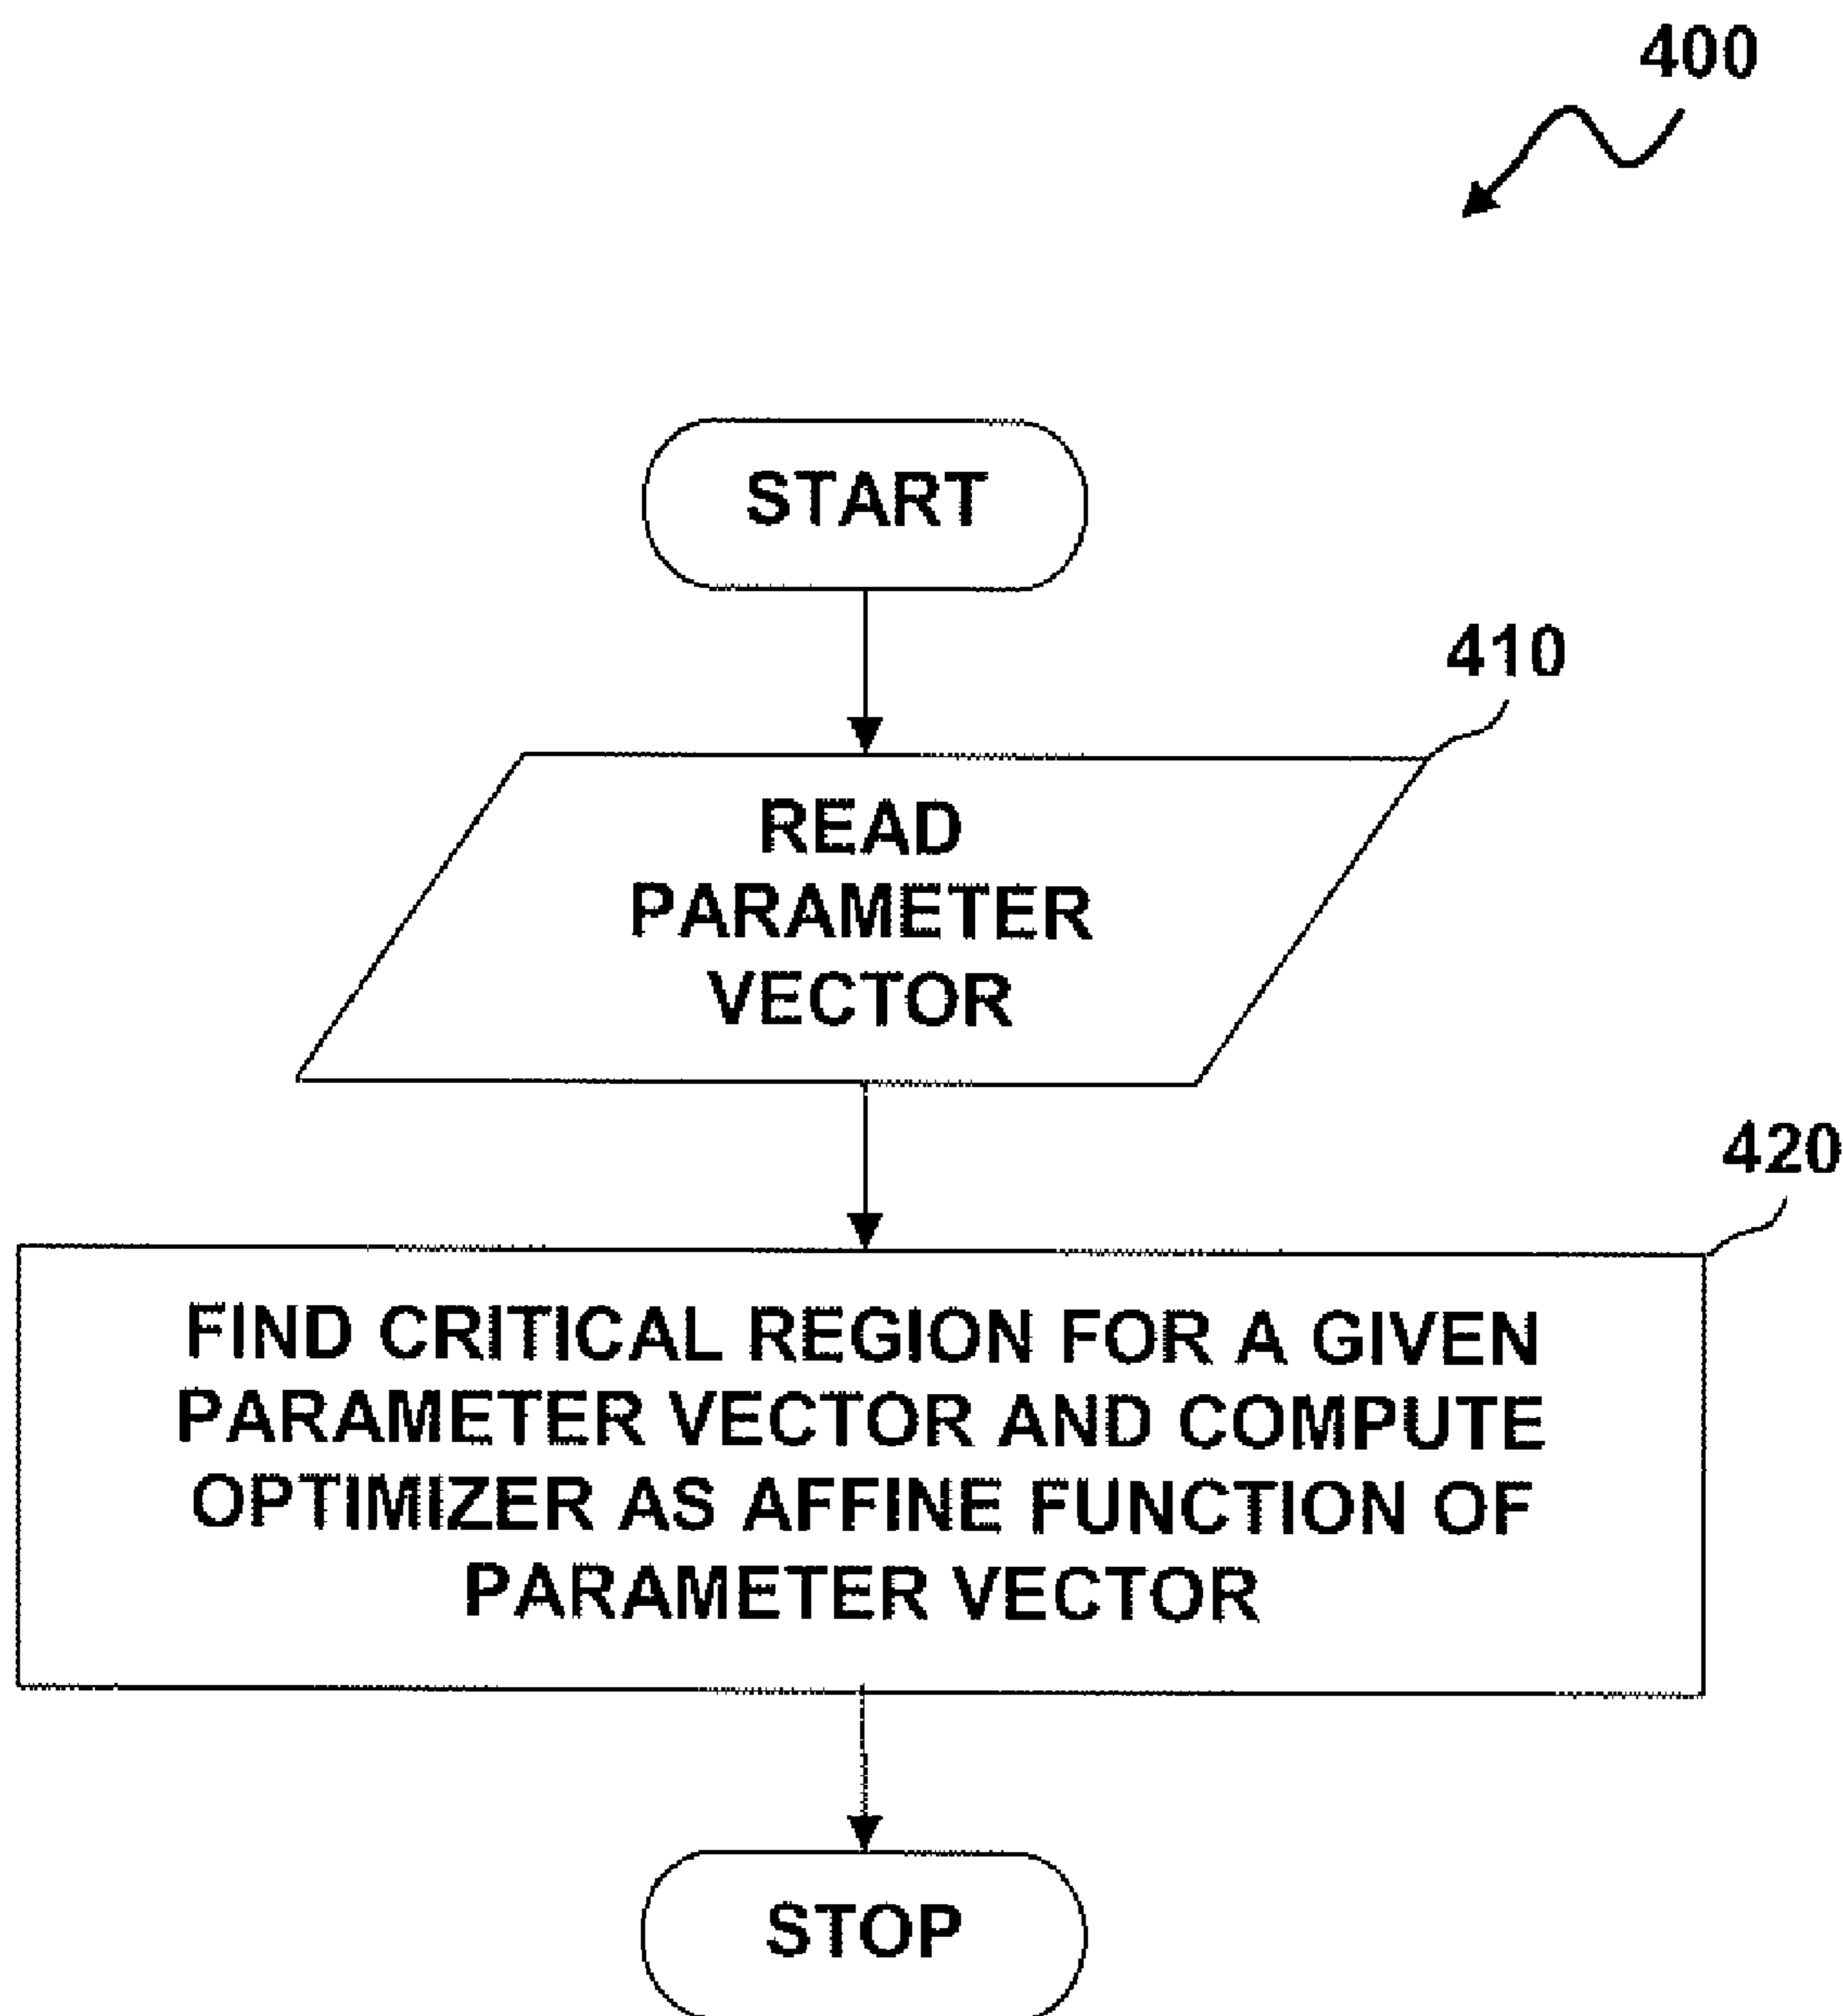 400
START
410
READ
PARAMETER
VECTOR
420
FIND CRITICAL REGION FOR A GIVEN
PARAMETER VECTOR AND COMPUTE
OPTIMIZER AS AFFINE FUNCTION OF
PARAMETER VECTOR
STOP